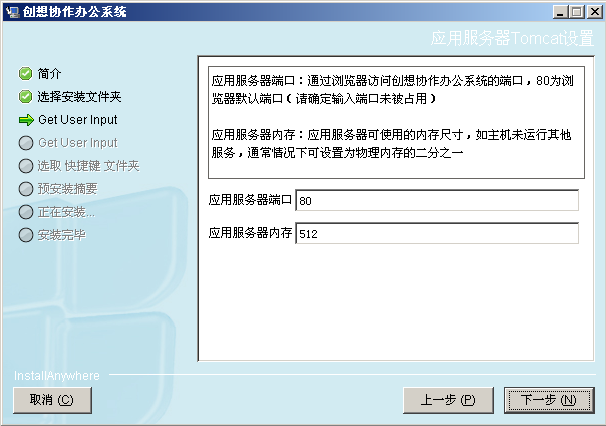 创想协作办公系统
应用服务器Tomcat设置
简介
选择安装文件夹
Get User Input
Get User Input
选取 快捷键 文件夹
预安装摘要
正在安装...
安装完毕
应用服务器端口：通过浏览器访问创想协作办公系统的端口，80为浏
览器默认端口（请确定输入端口未被占用）
应用服务器内存：应用服务器可使用的内存尺寸，如主机未运行其他
服务，通常情况下可设置为物理内存的二分之一
应用服务器端口 80
应用服务器内存 512
InstallAnywhere
取消 (C)
上一步 (P)
下一步 (N)